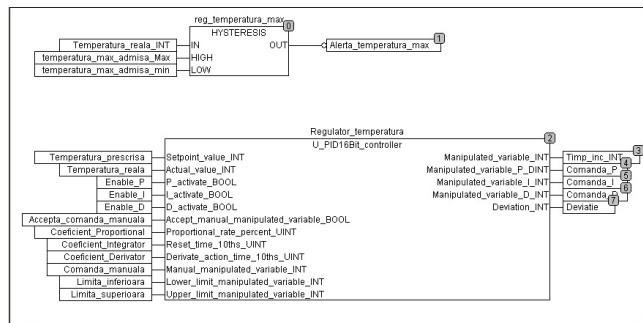 reg_temperatura_max 0
HYSTERESIS 1
Temperatura_reala_INT IN OUT Alerta_temperatura_max
temperatura_max_admisa_Max HIGH
temperatura_max_admisa_min LOW
Regulator_temperatura 2
U_PID16Bit_controller 3
Temperatura_prescrisa Setpoint_value_INT Manipulated_variable_INT Timp_inc_INT 4
Temperatura_reala Actual_value_INT Manipulated_variable_P_DINT Comanda_P 5
Enable_P P_activate_BOOL Manipulated_variable_I_INT Comanda_I 6
Enable_I I_activate_BOOL Manipulated_variable_D_INT Comanda_D 7
Enable_D D_activate_BOOL Deviation_INT Deviatie
Accepta_comanda_manuala Accept_manual_manipulated_variable_BOOL
Coeficient_Proportional Proportional_rate_percent_UINT
Coeficient_Integrator Reset_time_10ths_UINT
Coeficient_Derivator Derivate_action_time_10ths_UINT
Comanda_manuala Manual_manipulated_variable_INT
Limita_inferioara Lower_limit_manipulated_variable_INT
Limita_superioara Upper_limit_manipulated_variable_INT